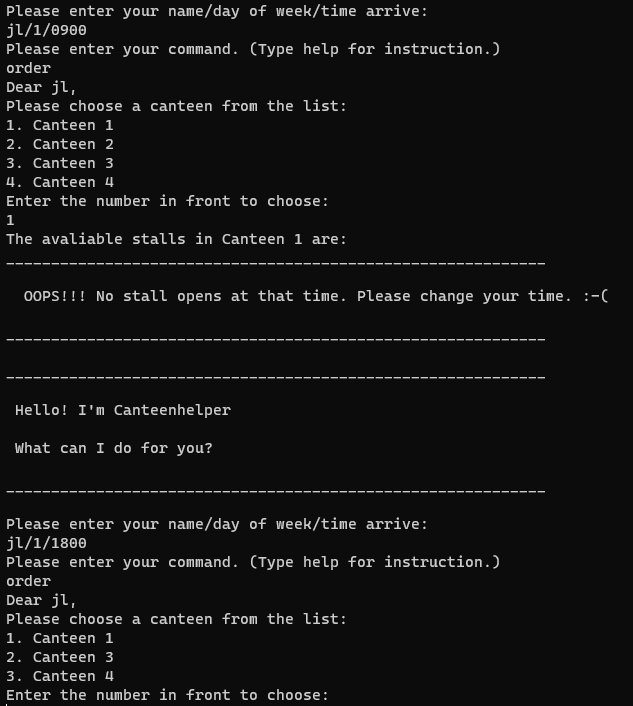 Please enter your name/day of week/time arrive:
jl/1/0900
Please enter your command. (Type help for instruction.)
order
Dear jl,
Please choose a canteen from the list:
1. Canteen 1
2. Canteen 2
3. Canteen 3
4. Canteen 4
Enter the number in front to choose:
1
The avaliable stalls in Canteen 1 are:
____________________________________________________________
OOPS!!! No stall opens at that time. Please change your time. :-(
____________________________________________________________
____________________________________________________________
Hello! I'm Canteenhelper
What can I do for you?
____________________________________________________________
Please enter your name/day of week/time arrive:
jl/1/1800
Please enter your command. (Type help for instruction.)
order
Dear jl,
Please choose a canteen from the list:
1. Canteen 1
2. Canteen 3
3. Canteen 4
Enter the number in front to choose: